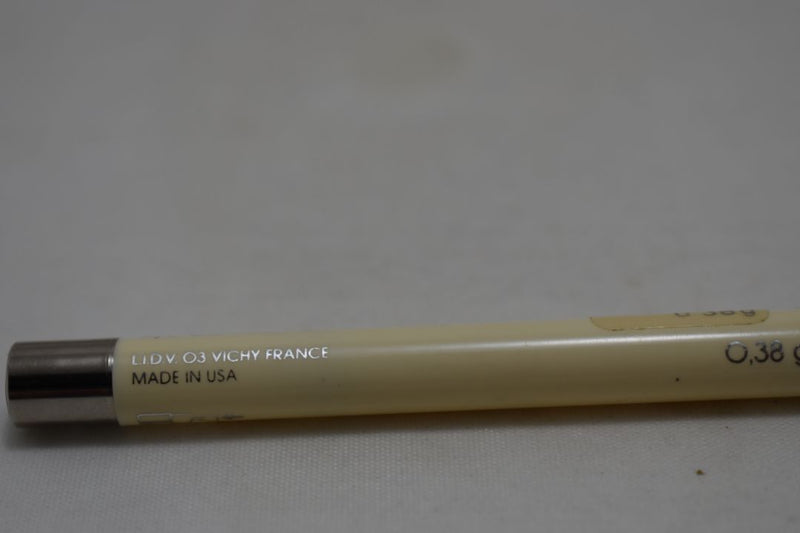 L.I.D.V. 03 VICHY FRANCE
MADE IN USA
0,38 g